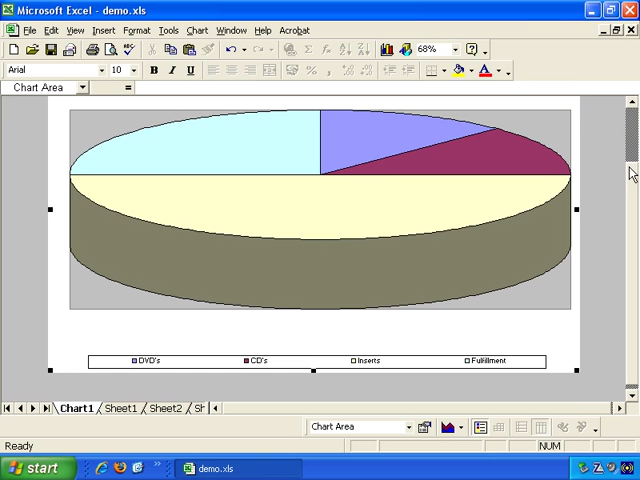 Microsoft Excel - demo.xls
File Edit View Insert Format Tools Chart Window Help Acrobat
68%
Arial 10 B I U $ % ,
Chart Area =
DVD's CD's Inserts Fulfillment
Chart1 Sheet1 Sheet2 Sh
Chart Area
Ready NUM
start demo.xls